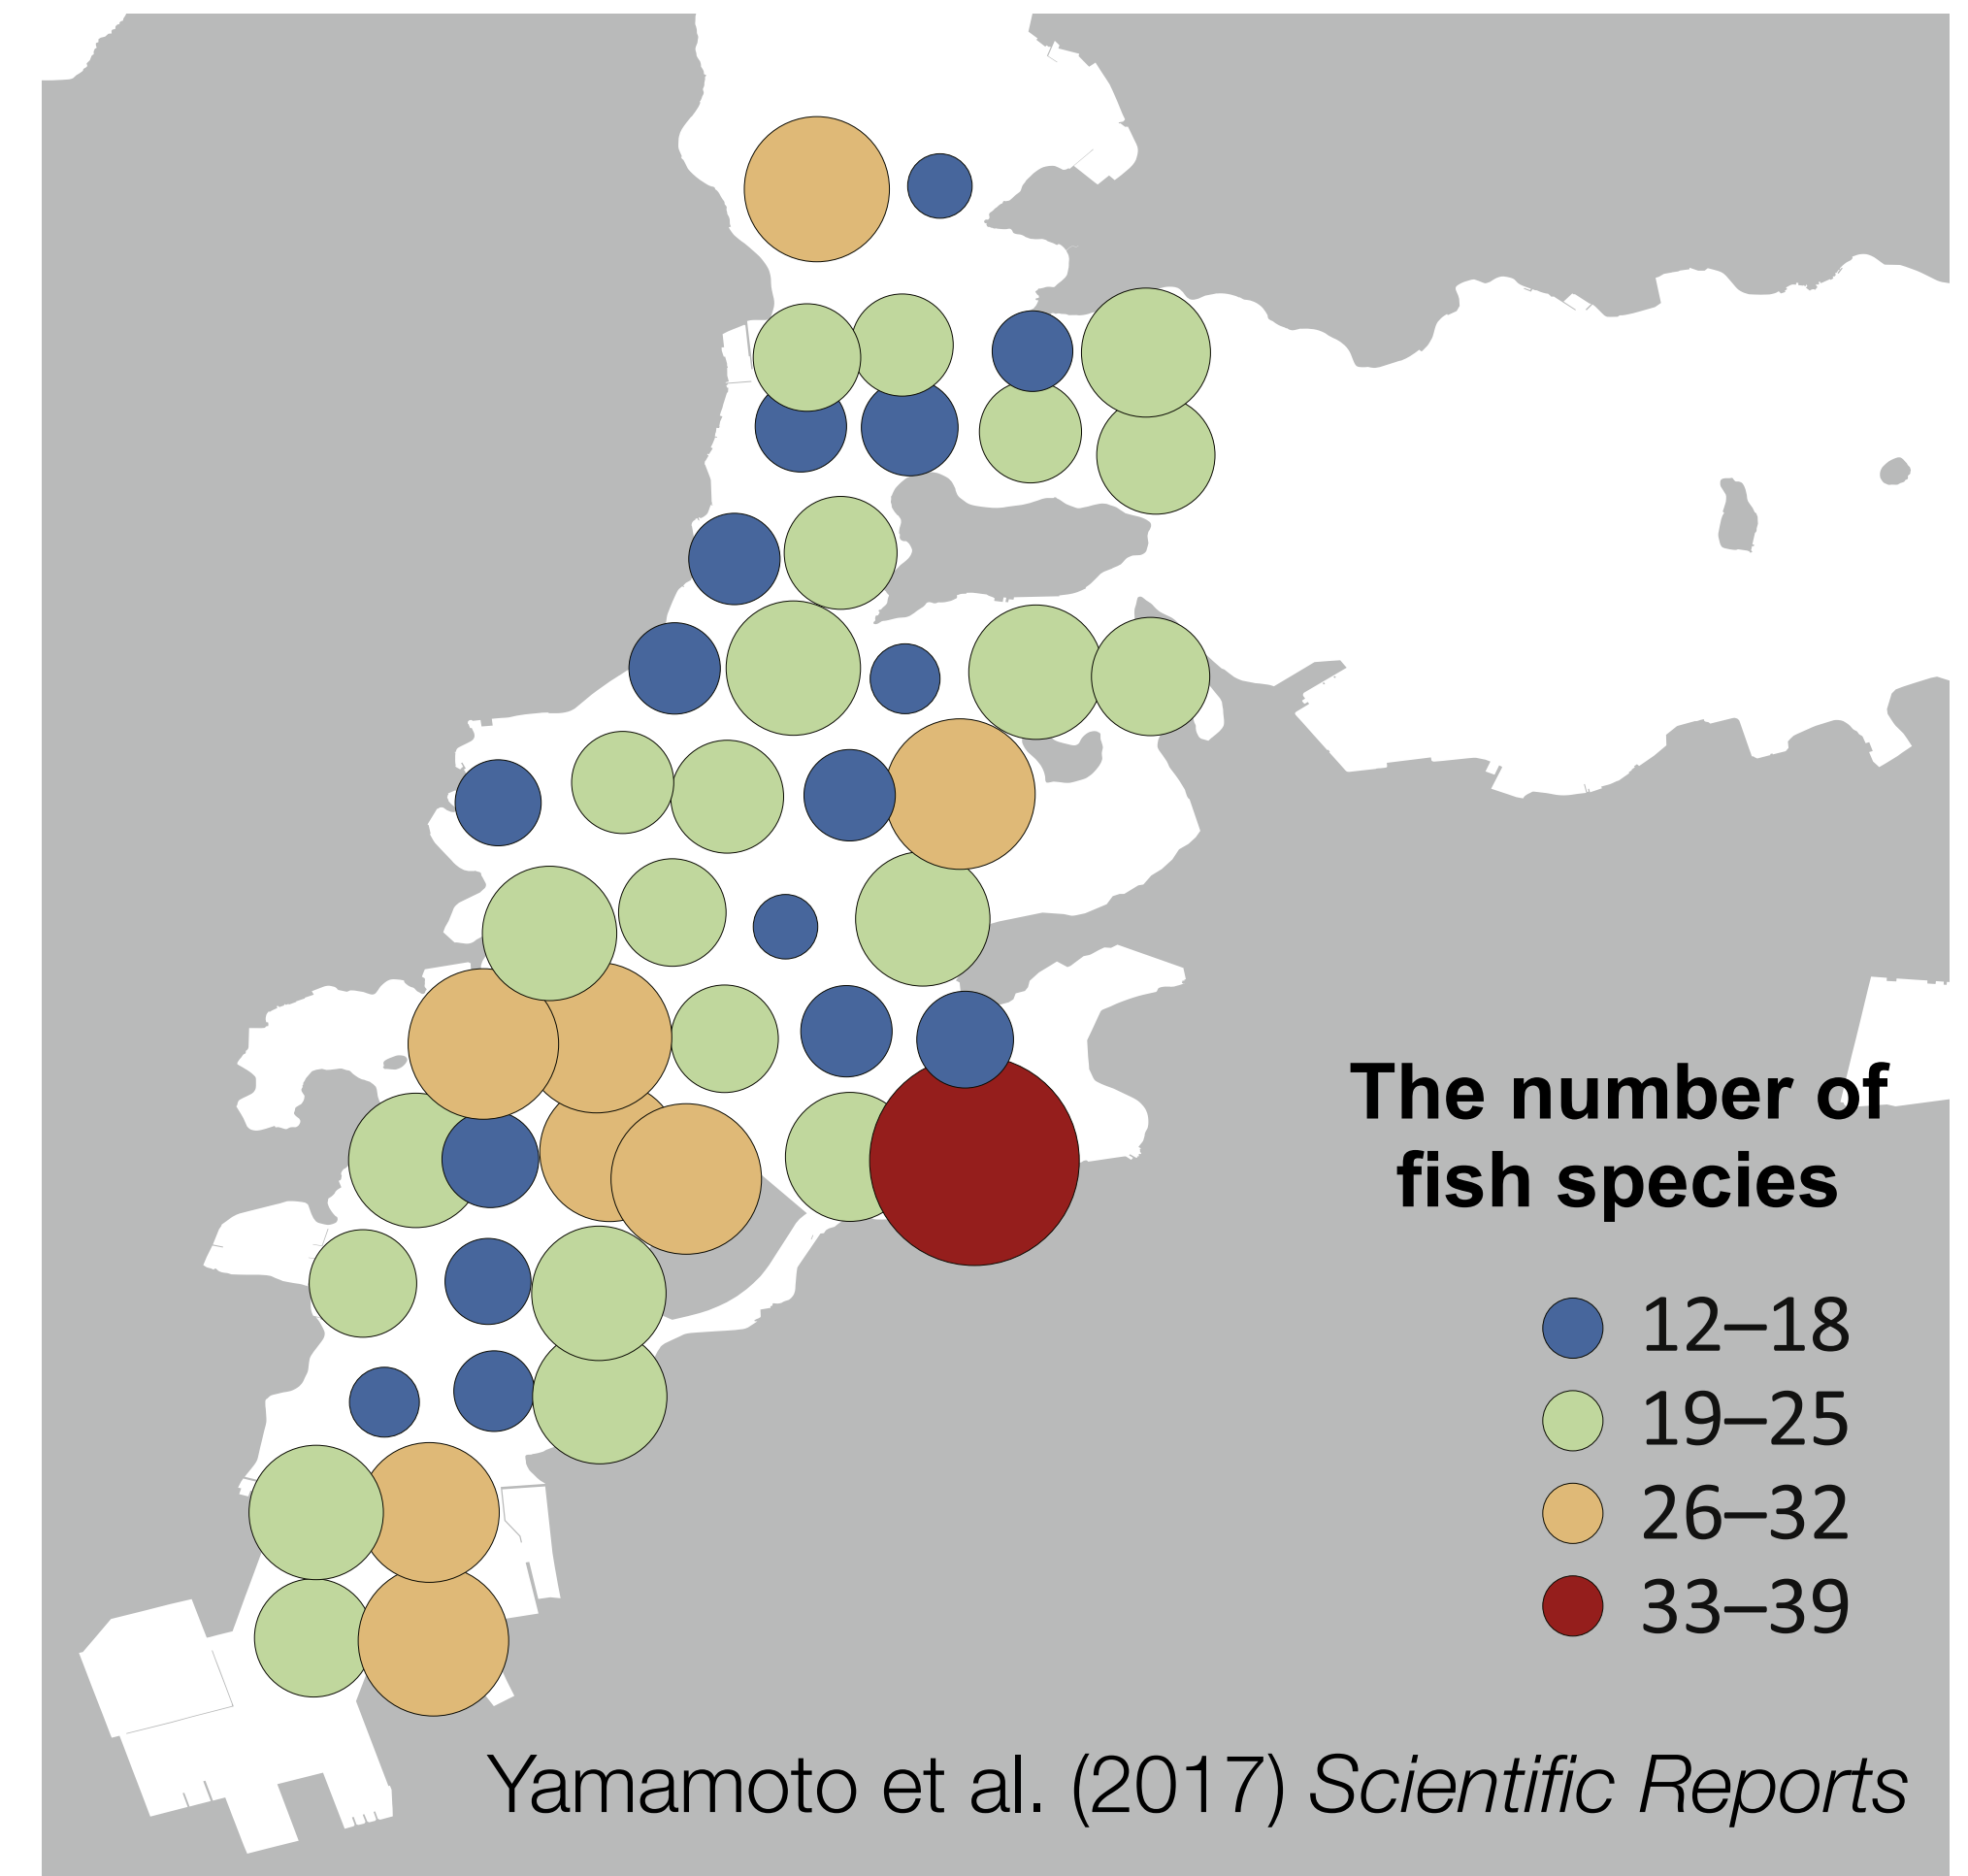 The number of
fish species
12–18
19–25
26–32
33–39
Yamamoto et al. (2017) Scientific Reports